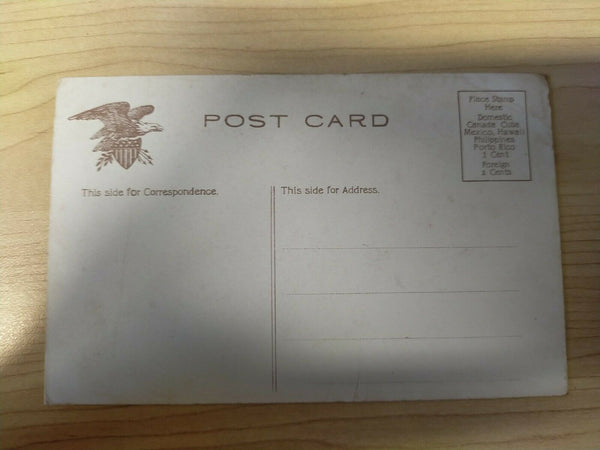 POST CARD
Place Stamp
Here
Domestic
Canada Cuba
Mexico, Hawaii
Philippines
Porto Rico
1 Cent
Foreign
2 Cents
This side for Correspondence.
This side for Address.